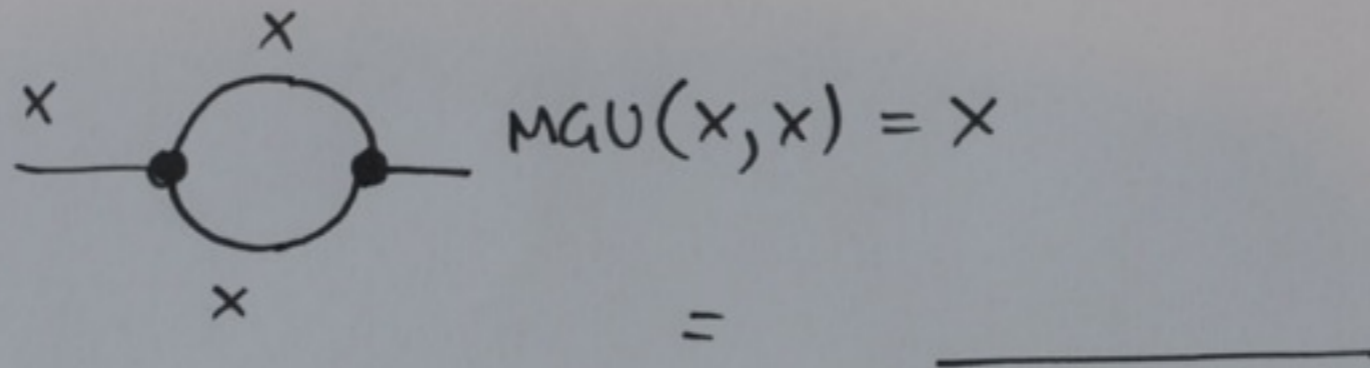 x
x
MGU(x,x) = x
x
=